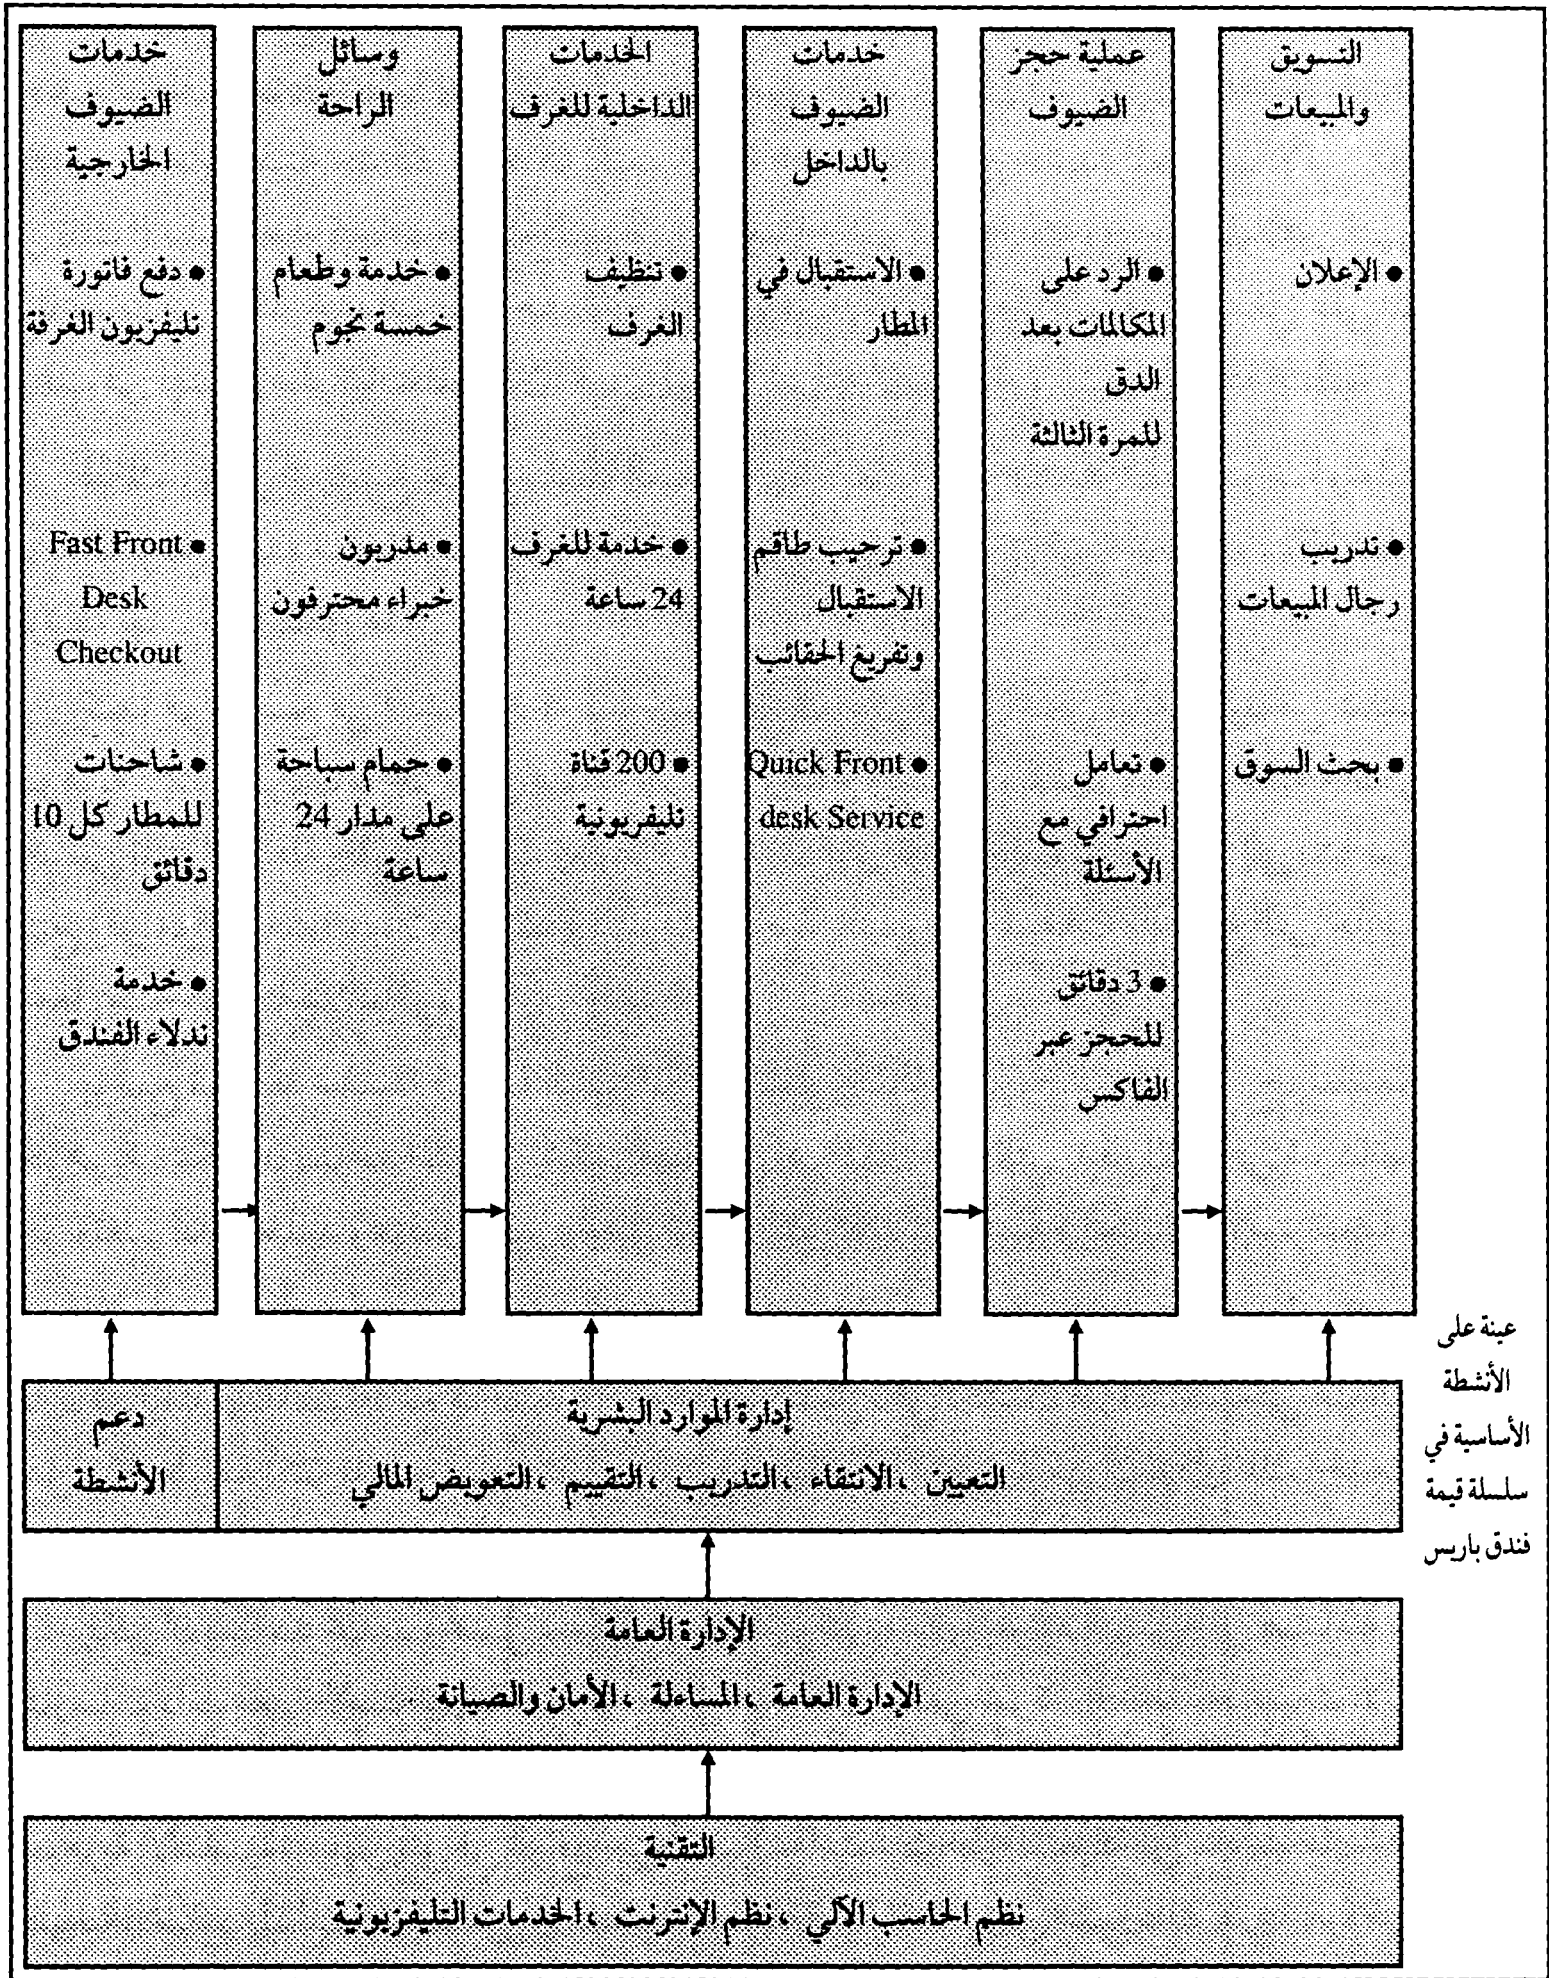 التسويق
والمبيعات
● الإعلان
● تدريب
رجال المبيعات
● بحث السوق
عملية حجز
الضيوف
● الرد على
المكالمات بعد
الدق
للمرة الثالثة
● تعامل
احترافي مع
الأسئلة
● 3 دقائق
للحجز عبر
الفاكس
خدمات
الضيوف
بالداخل
● الاستقبال في
المطار
● ترحيب طاقم
الاستقبال
وتفريغ الحقائب
● Quick Front
desk Service
الخدمات
الداخلية للغرف
● تنظيف
الغرف
● خدمة للغرف
24 ساعة
● 200 قناة
تليفزيونية
وسائل
الراحة
● خدمة وطعام
خمسة نجوم
● مدربون
خبراء محترفون
● حمام سباحة
على مدار 24
ساعة
خدمات
الضيوف
الخارجية
● دفع فاتورة
تليفزيون الغرفة
● Fast Front
Desk
Checkout
● شاحنات
للمطار كل 10
دقائق
● خدمة
ندلاء الفندق
عينة على
الأنشطة
الأساسية في
سلسلة قيمة
فندق باريس
إدارة الموارد البشرية
التعيين ، الانتقاء ، التدريب ، التقييم ، التعويض المالي
دعم
الأنشطة
الإدارة العامة
الإدارة العامة ، المساءلة ، الأمان والصيانة
التقنية
نظم الحاسب الآلي ، نظم الإنترنت ، الخدمات التليفزيونية